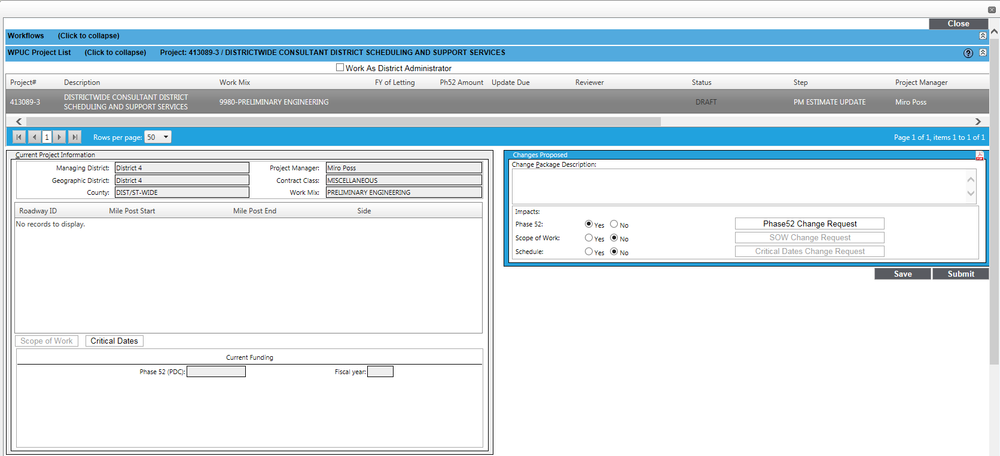 Close
Workflows (Click to collapse)
WPUC Project List (Click to collapse) Project: 413089-3 / DISTRICTWIDE CONSULTANT DISTRICT SCHEDULING AND SUPPORT SERVICES
?
Work As District Administrator
Project# Description Work Mix FY of Letting Ph52 Amount Update Due Reviewer Status Step Project Manager
413089-3 DISTRICTWIDE CONSULTANT DISTRICT SCHEDULING AND SUPPORT SERVICES 9980-PRELIMINARY ENGINEERING DRAFT PM ESTIMATE UPDATE Miro Poss
1 Rows per page: 50 Page 1 of 1, items 1 to 1 of 1
Current Project Information
Managing District: District 4 Project Manager: Miro Poss
Geographic District: District 4 Contract Class: MISCELLANEOUS
County: DIST/ST-WIDE Work Mix: PRELIMINARY ENGINEERING
Roadway ID Mile Post Start Mile Post End Side
No records to display.
Scope of Work Critical Dates
Current Funding
Phase 52 (PDC): Fiscal year:
Changes Proposed
Change Package Description:
Impacts:
Phase 52: Yes No Phase52 Change Request
Scope of Work: Yes No SOW Change Request
Schedule: Yes No Critical Dates Change Request
Save Submit